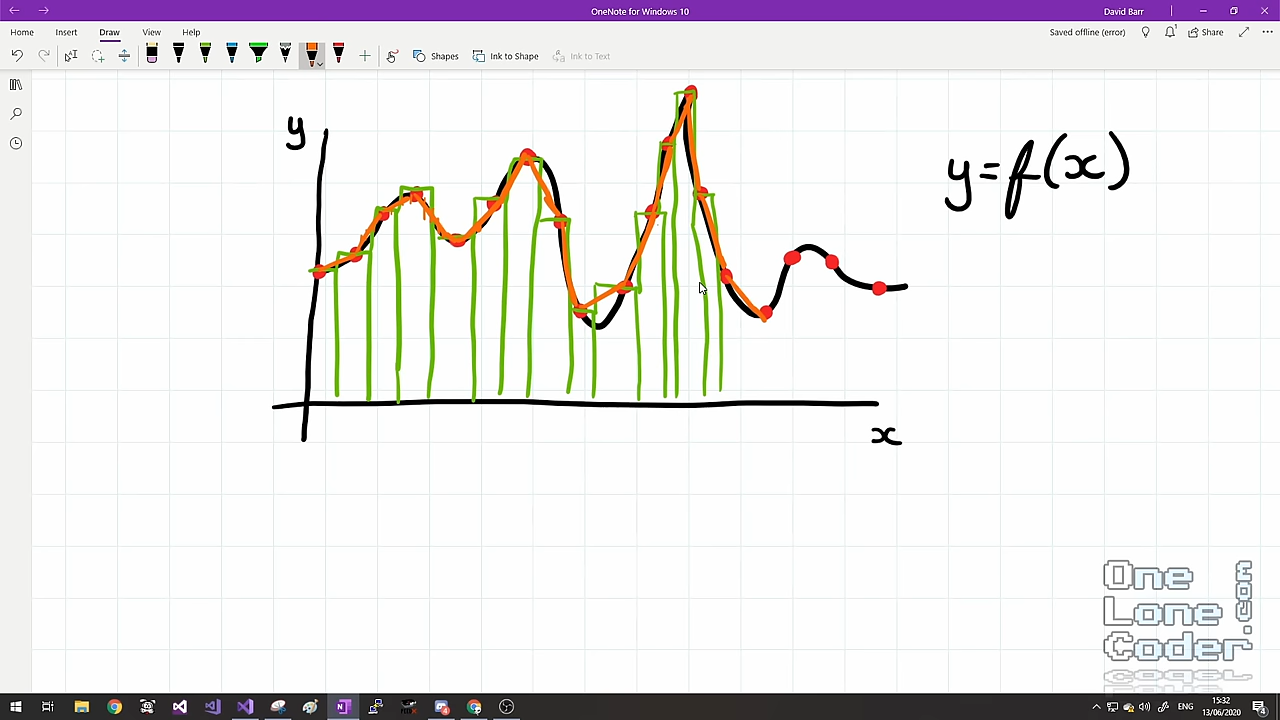 OneNote for Windows 10
David Barr
Home Insert Draw View Help
Saved offline (error)
Share
Shapes
Ink to Shape
Ink to Text
y
y=f(x)
x
One
Lone
Coder
.com
15:32
ENG
13/06/2020